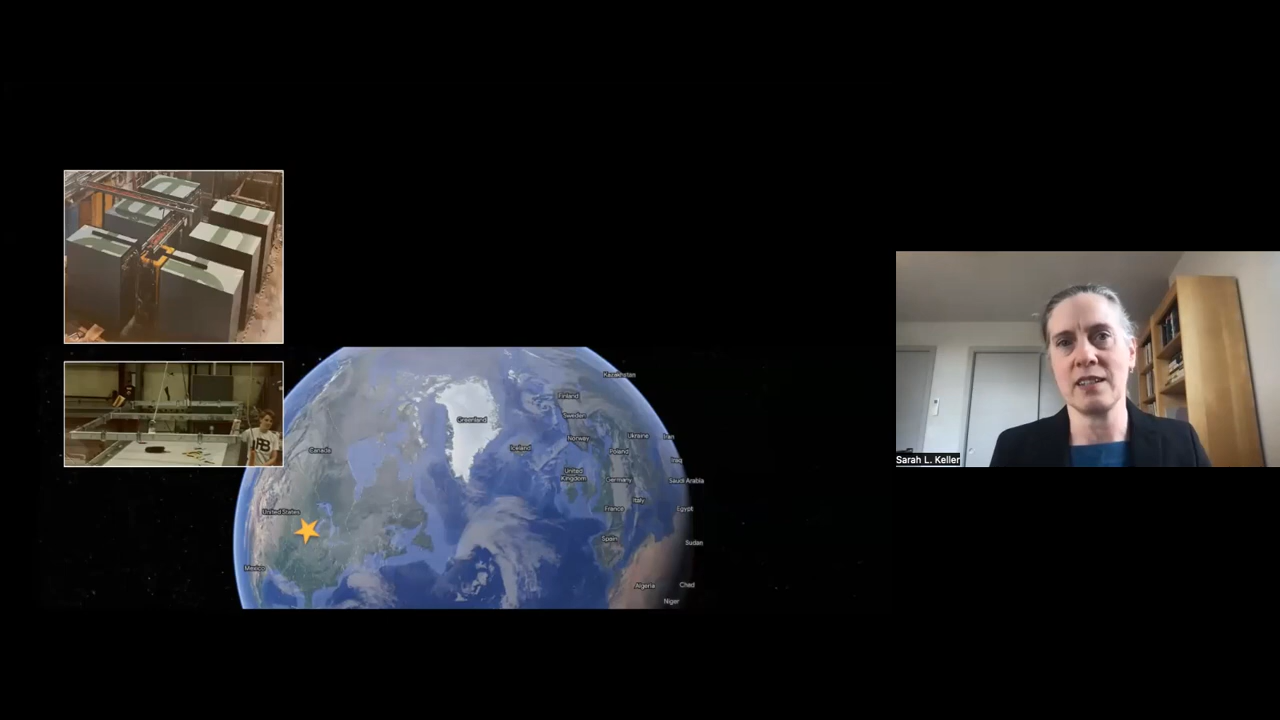 Kazakhstan
Finland
Sweden
Greenland
Norway
Ukraine
Iran
Canada
Iceland
Poland
Iraq
United
Kingdom
Germany
Saudi Arabia
Italy
United States
France
Egypt
Spain
Sudan
Mexico
Algeria
Chad
Niger
Sarah L. Keller